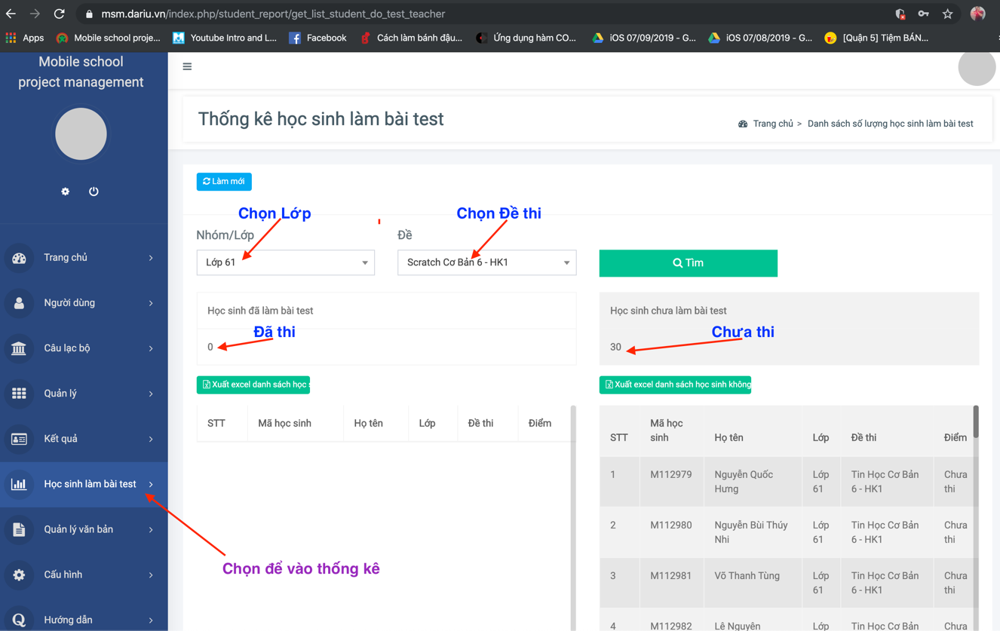 msm.dariu.vn/index.php/student_report/get_list_student_do_test_teacher
Apps Mobile school proje... Youtube Intro and L... Facebook Cách làm bánh đậu... Ứng dụng hàm CO... iOS 07/09/2019 - G... iOS 07/08/2019 - G... [Quận 5] Tiệm BÁN...
Mobile school
project management
Trang chủ
Người dùng
Câu lạc bộ
Quản lý
Kết quả
Học sinh làm bài test
Quản lý văn bản
Cấu hình
Hướng dẫn
Thống kê học sinh làm bài test
Trang chủ > Danh sách số lượng học sinh làm bài test
Làm mới
Chọn Lớp
Chọn Đề thi
Nhóm/Lớp
Đề
Lớp 61
Scratch Cơ Bản 6 - HK1
Tìm
Học sinh đã làm bài test
Đã thi
0
Học sinh chưa làm bài test
Chưa thi
30
Xuất excel danh sách học
Xuất excel danh sách học sinh không
STT Mã học sinh Họ tên Lớp Đề thi Điểm
Chọn để vào thống kê
Mã học
STT sinh Họ tên Lớp Đề thi Điểm
1 M112979 Nguyễn Quốc Lớp Tin Học Cơ Bản Chưa
Hưng 61 6 - HK1 thi
2 M112980 Nguyễn Bùi Thúy Lớp Tin Học Cơ Bản Chưa
Nhi 61 6 - HK1 thi
3 M112981 Võ Thanh Tùng Lớp Tin Học Cơ Bản Chưa
61 6 - HK1 thi
4 M112982 Lê Nguyên Lớp Tin Học Cơ Bản Chưa